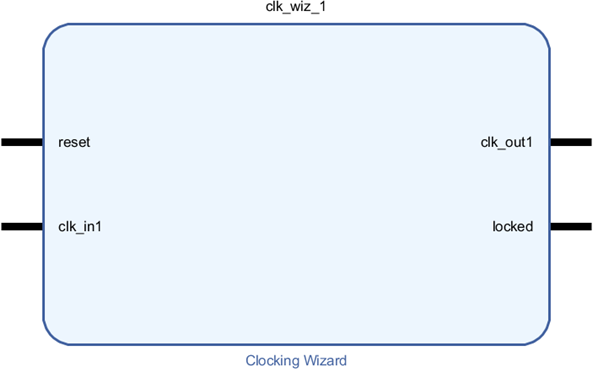 clk_wiz_1
reset
clk_out1
clk_in1
locked
Clocking Wizard